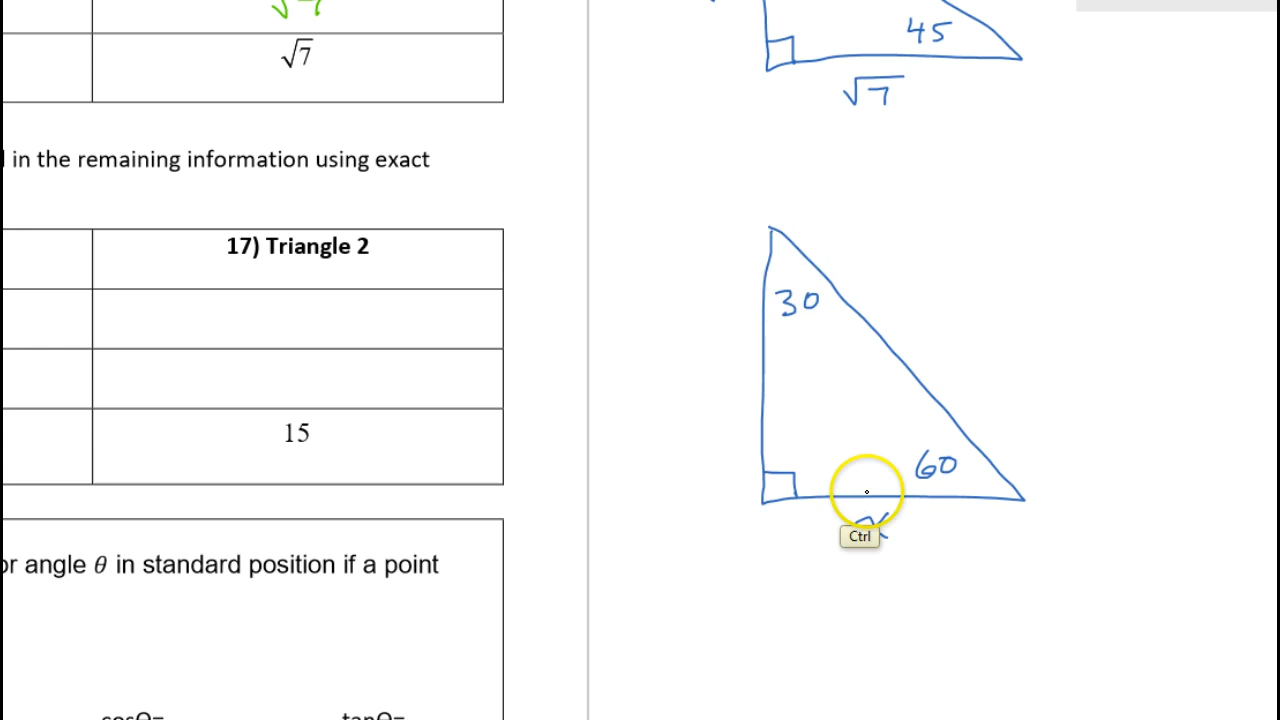 √7
45
√7
√7
in the remaining information using exact
17) Triangle 2
30
15
60
x
Ctrl
or angle θ in standard position if a point
cosθ=
tanθ=